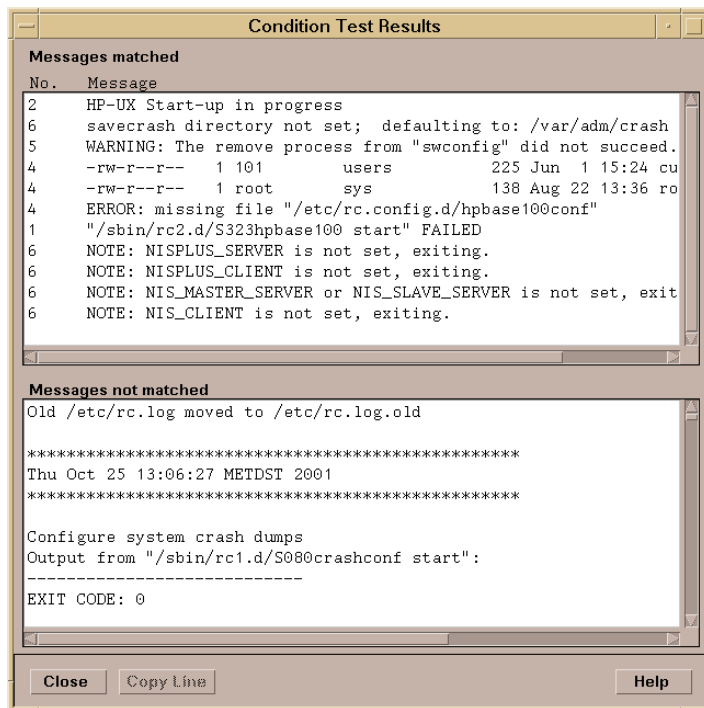 Condition Test Results
Messages matched
No. Message
2 HP-UX Start-up in progress
6 savecrash directory not set; defaulting to: /var/adm/crash
5 WARNING: The remove process from "swconfig" did not succeed.
4 -rw-r--r-- 1 101 users 225 Jun 1 15:24 cu
4 -rw-r--r-- 1 root sys 138 Aug 22 13:36 ro
4 ERROR: missing file "/etc/rc.config.d/hpbase100conf"
1 "/sbin/rc2.d/S323hpbase100 start" FAILED
6 NOTE: NISPLUS_SERVER is not set, exiting.
6 NOTE: NISPLUS_CLIENT is not set, exiting.
6 NOTE: NIS_MASTER_SERVER or NIS_SLAVE_SERVER is not set, exit
6 NOTE: NIS_CLIENT is not set, exiting.
Messages not matched
Old /etc/rc.log moved to /etc/rc.log.old
**************************************************
Thu Oct 25 13:06:27 METDST 2001
**************************************************
Configure system crash dumps
Output from "/sbin/rc1.d/S080crashconf start":
----------------------------
EXIT CODE: 0
Close Copy Line Help